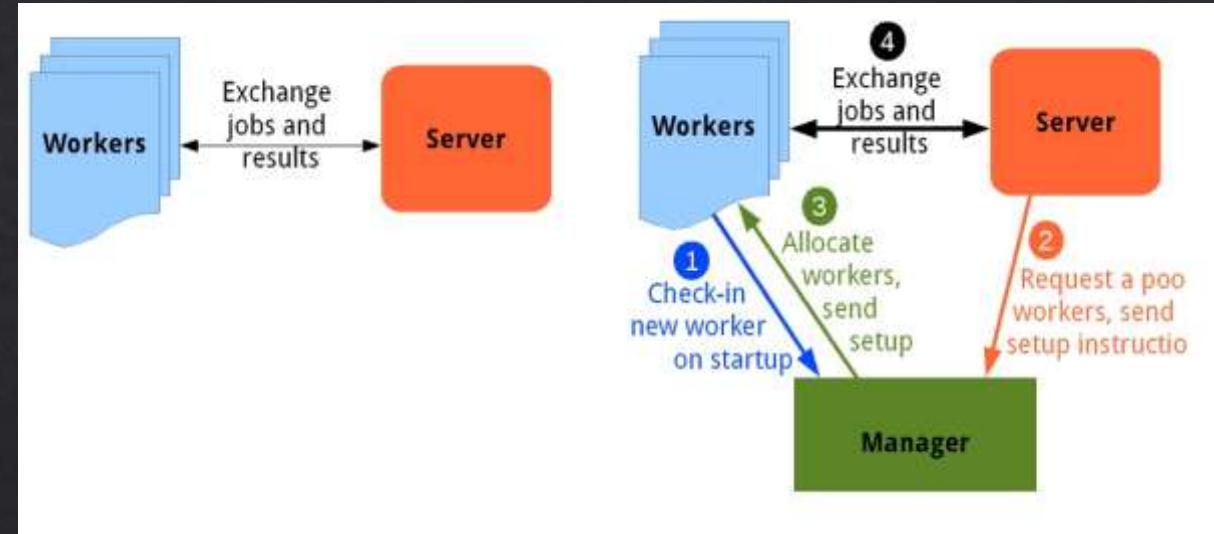 Workers
Exchange
jobs and
results
Server
Workers
4
Exchange
jobs and
results
Server
1
Check-in
new worker
on startup
3
Allocate
workers,
send
setup
2
Request a poo
workers, send
setup instructio
Manager